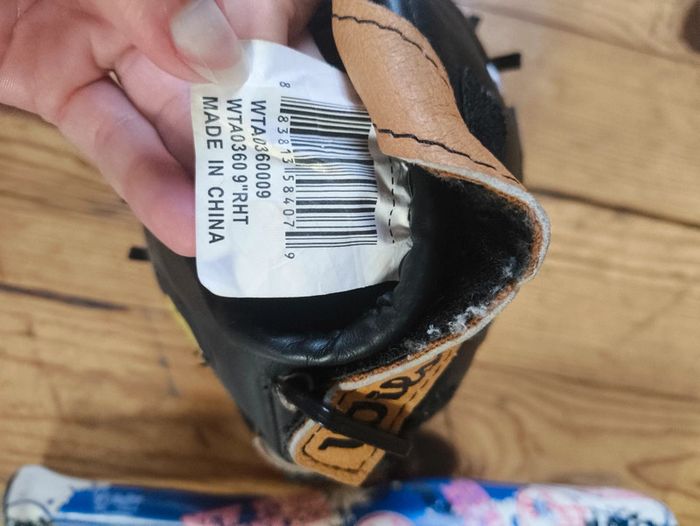 WTA0360009
WTA0360 9"RHT
MADE IN CHINA
8 83813 58407 9